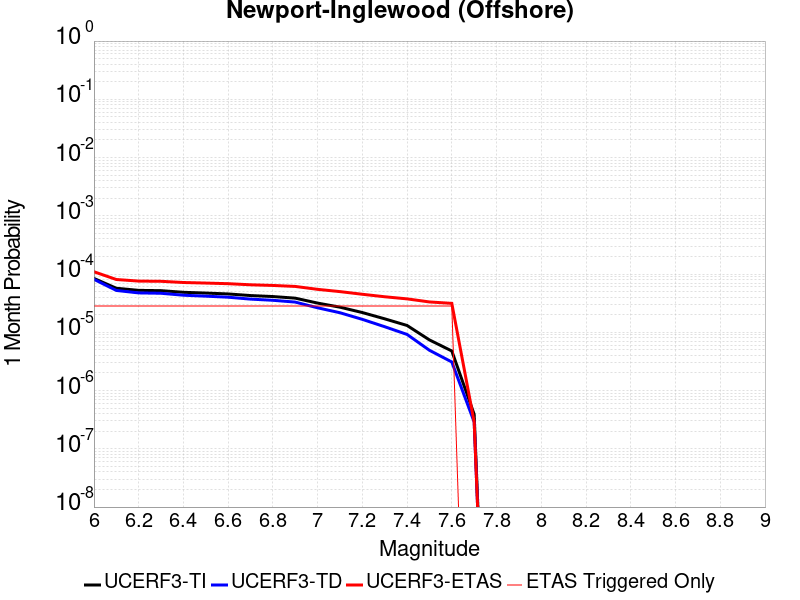 Newport-Inglewood (Offshore)
10^0
10^-1
10^-2
10^-3
10^-4
10^-5
10^-6
10^-7
10^-8
1 Month Probability
6 6.2 6.4 6.6 6.8 7 7.2 7.4 7.6 7.8 8 8.2 8.4 8.6 8.8 9
Magnitude
UCERF3-TI UCERF3-TD UCERF3-ETAS ETAS Triggered Only